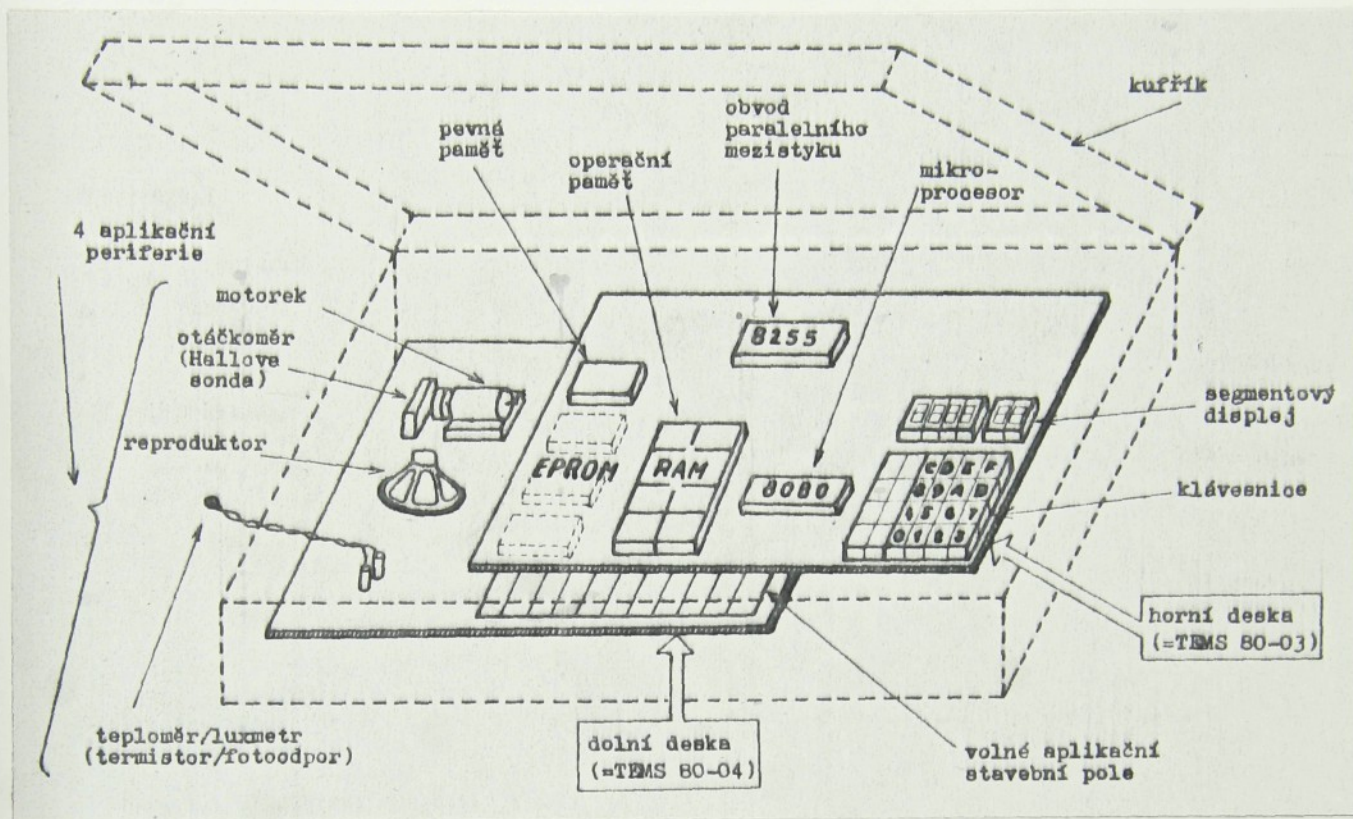 kufřík
obvod
paralelního
mezistyku
pevná
paměť
operační
paměť
mikro-
procesor
4 aplikační
periferie
motorek
otáčkoměr
(Hallova
sonda)
reproduktor
8255
segmentový
displej
EPROM
RAM
8080
C D E F
8 9 A B
4 5 6 7
0 1 2 3
klávesnice
horní deska
(=TEMS 80-03)
teploměr/luxmetr
(termistor/fotoodpor)
dolní deska
(=TEMS 80-04)
volné aplikační
stavební pole